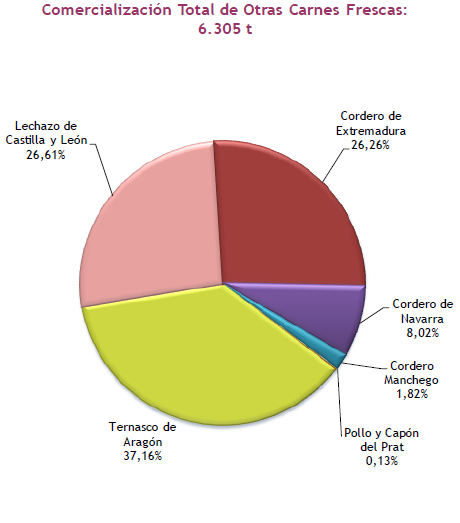 Comercialización Total de Otras Carnes Frescas:
6.305 t
Cordero de
Extremadura
26,26%
Lechazo de
Castilla y León
26,61%
Cordero de
Navarra
8,02%
Cordero
Manchego
1,82%
Pollo y Capón
del Prat
0,13%
Ternasco de
Aragón
37,16%